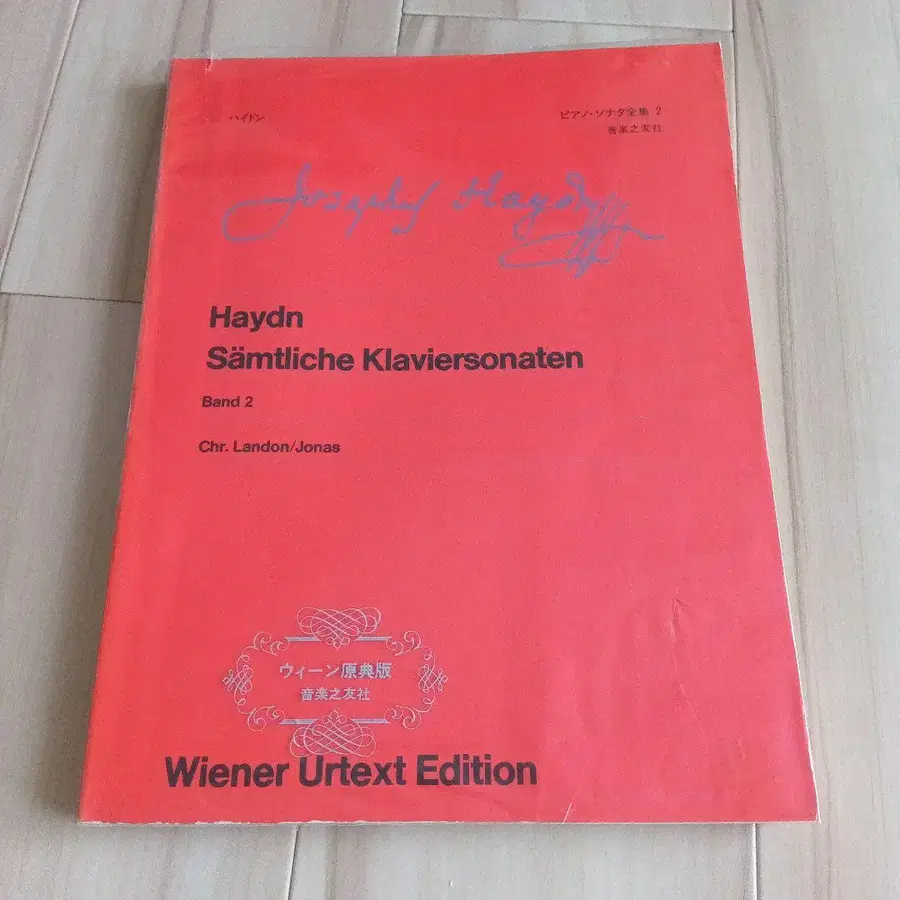 ハイドン
ピアノ・ソナタ全集 2
音楽之友社
Joseph Haydn
Haydn
Sämtliche Klaviersonaten
Band 2
Chr. Landon/Jonas
ウィーン原典版
音楽之友社
Wiener Urtext Edition